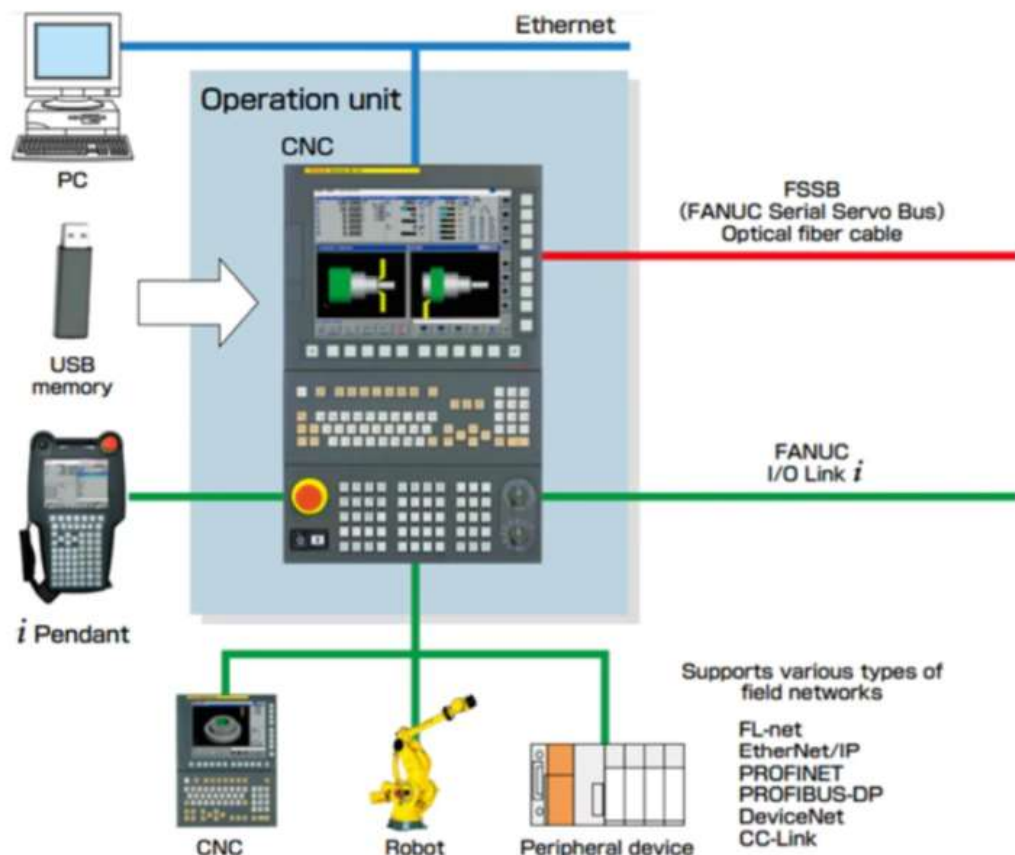 Ethernet
Operation unit
CNC
PC
FSSB
(FANUC Serial Servo Bus)
Optical fiber cable
USB
memory
FANUC
I/O Link i
i Pendant
Supports various types of
field networks
FL-net
EtherNet/IP
PROFINET
PROFIBUS-DP
DeviceNet
CC-Link
CNC
Robot
Peripheral device